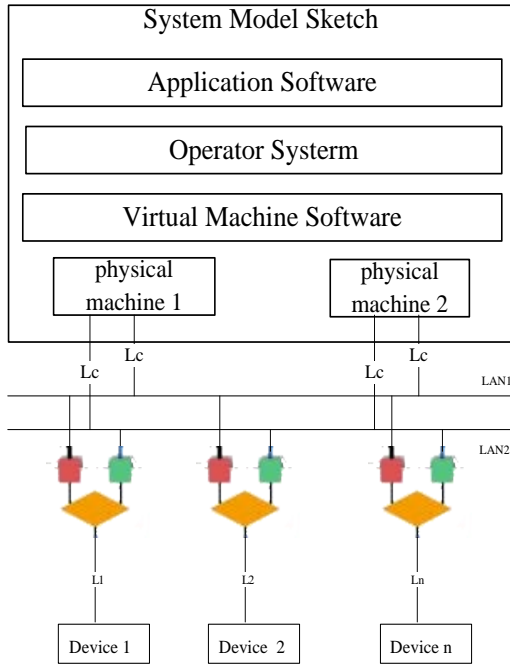 System Model Sketch
Application Software
Operator Systerm
Virtual Machine Software
physical
machine 1
physical
machine 2
Lc
Lc
Lc
Lc
LAN1
LAN2
L1
L2
Ln
Device 1
Device 2
Device n